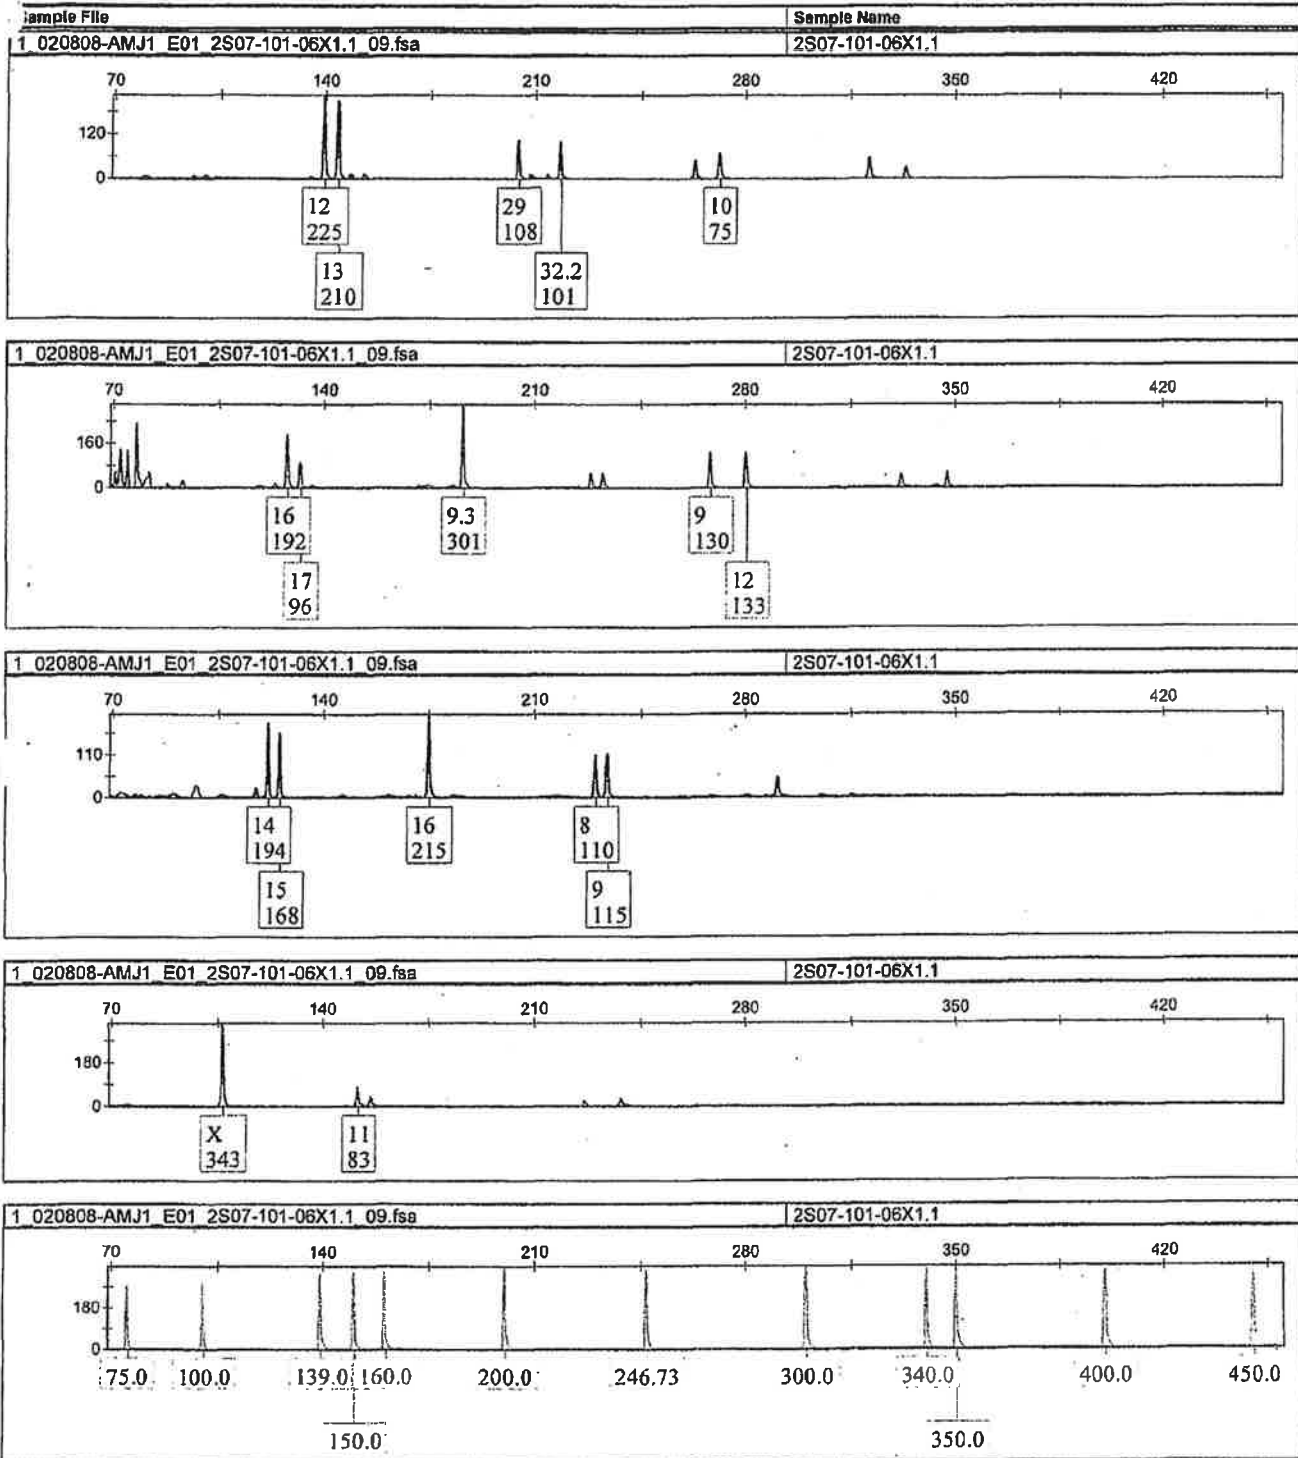 Sample File Sample Name
1_020808-AMJ1_E01_2S07-101-06X1.1_09.fsa 2S07-101-06X1.1
70 140 210 280 350 420
120
0
12 29 10
225 108 75
13 32.2
210 101
1_020808-AMJ1_E01_2S07-101-06X1.1_09.fsa 2S07-101-06X1.1
70 140 210 280 350 420
160
0
16 9.3 9
192 301 130
17 12
96 133
1_020808-AMJ1_E01_2S07-101-06X1.1_09.fsa 2S07-101-06X1.1
70 140 210 280 350 420
110
0
14 16 8
194 215 110
15 9
168 115
1_020808-AMJ1_E01_2S07-101-06X1.1_09.fsa 2S07-101-06X1.1
70 140 210 280 350 420
180
0
X 11
343 83
1_020808-AMJ1_E01_2S07-101-06X1.1_09.fsa 2S07-101-06X1.1
70 140 210 280 350 420
180
0
75.0 100.0 139.0 160.0 200.0 246.73 300.0 340.0 400.0 450.0
150.0 350.0